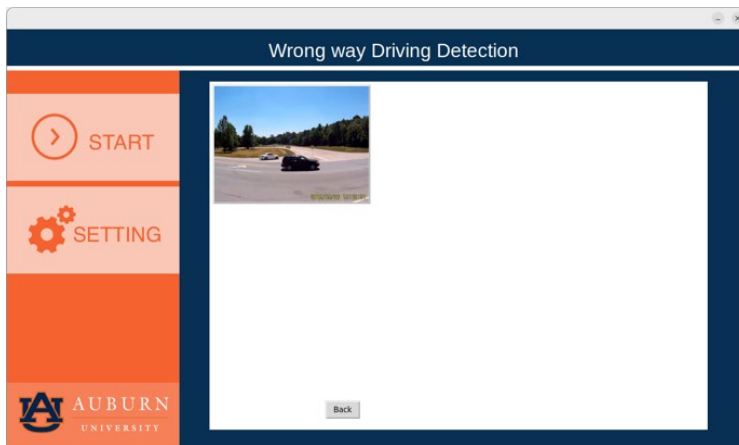 Wrong way Driving Detection
START
SETTING
AUBURN
UNIVERSITY
Back